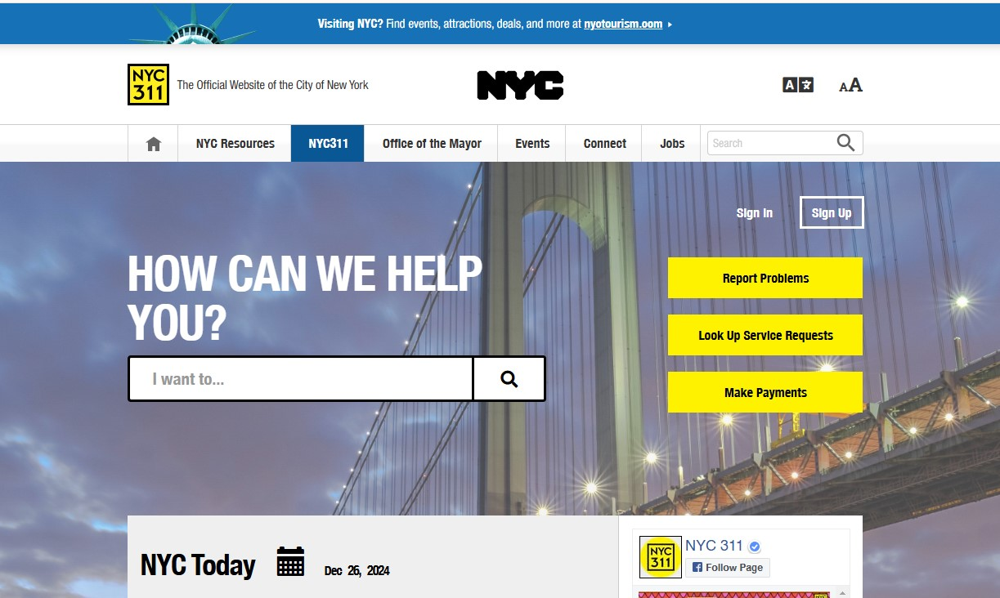 Visiting NYC? Find events, attractions, deals, and more at nyotourism.com
NYC
311
The Official Website of the City of New York
NYC
A
AA
NYC Resources
NYC311
Office of the Mayor
Events
Connect
Jobs
Search
Sign In
Sign Up
HOW CAN WE HELP
YOU?
Report Problems
Look Up Service Requests
Make Payments
I want to...
NYC Today
Dec 26, 2024
NYC
311
NYC 311
Follow Page